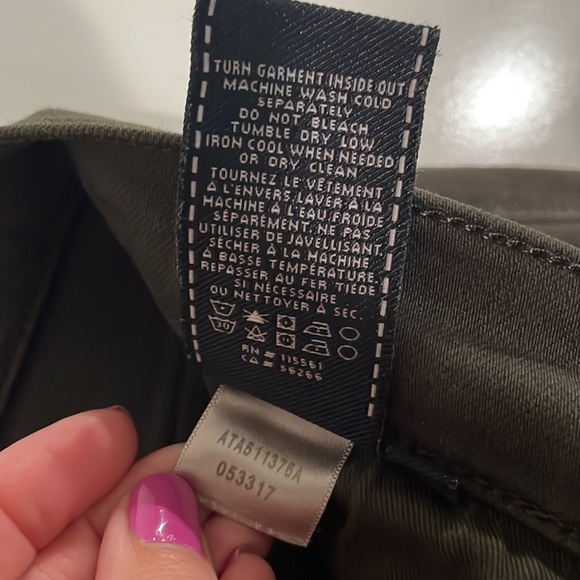 TURN GARMENT INSIDE OUT
MACHINE WASH COLD
SEPARATELY
DO NOT BLEACH
TUMBLE DRY LOW
IRON COOL WHEN NEEDED
OR DRY CLEAN
TOURNEZ LE VÊTEMENT
À L'ENVERS. LAVER À LA
MACHINE À L'EAU FROIDE
SÉPARÉMENT. NE PAS
UTILISER DE JAVELLISANT.
SÉCHER À LA MACHINE
À BASSE TEMPÉRATURE.
REPASSER AU FER TIÈDE
SI NÉCESSAIRE
OU NETTOYER À SEC.
30
RN = 115561
CA = 56266
ATA511376A
053317